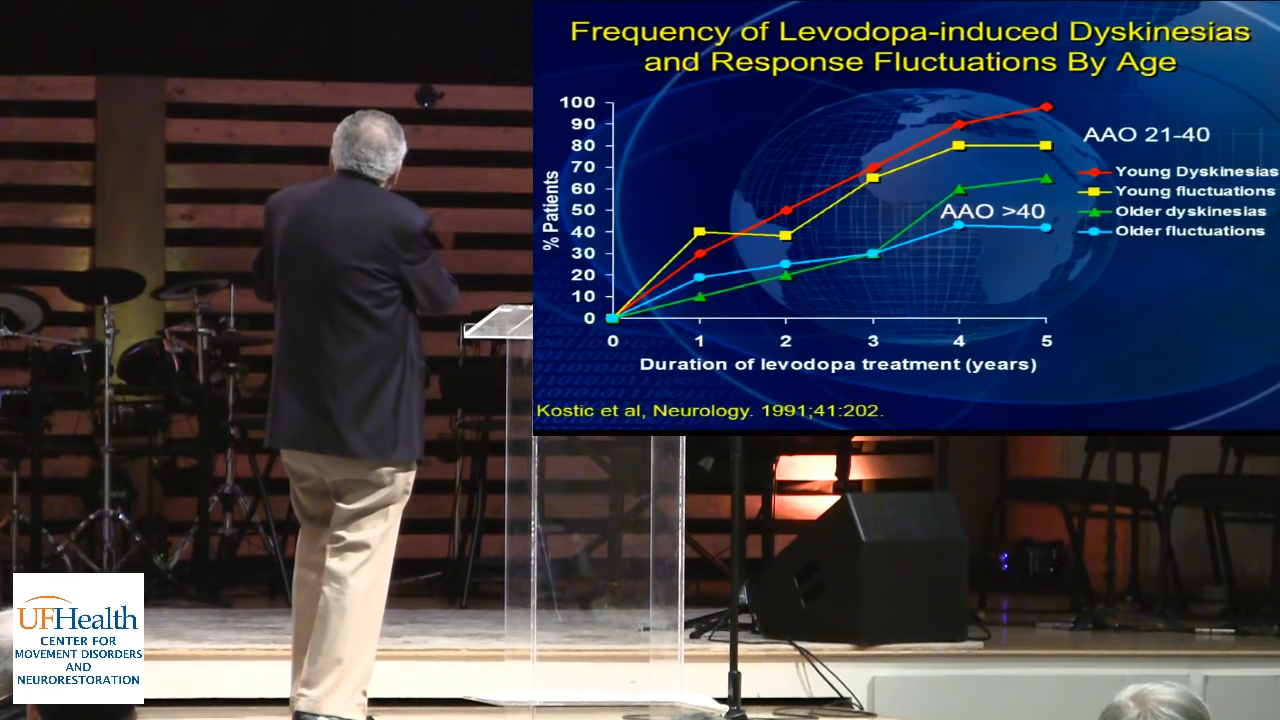 Frequency of Levodopa-induced Dyskinesias
and Response Fluctuations By Age
100
90
80
70
60
50
40
30
20
10
0
% Patients
AAO 21-40
Young Dyskinesias
Young fluctuations
Older dyskinesias
Older fluctuations
AAO >40
0 1 2 3 4 5
Duration of levodopa treatment (years)
Kostic et al, Neurology. 1991;41:202.
UFHealth
CENTER FOR
MOVEMENT DISORDERS
AND
NEURORESTORATION